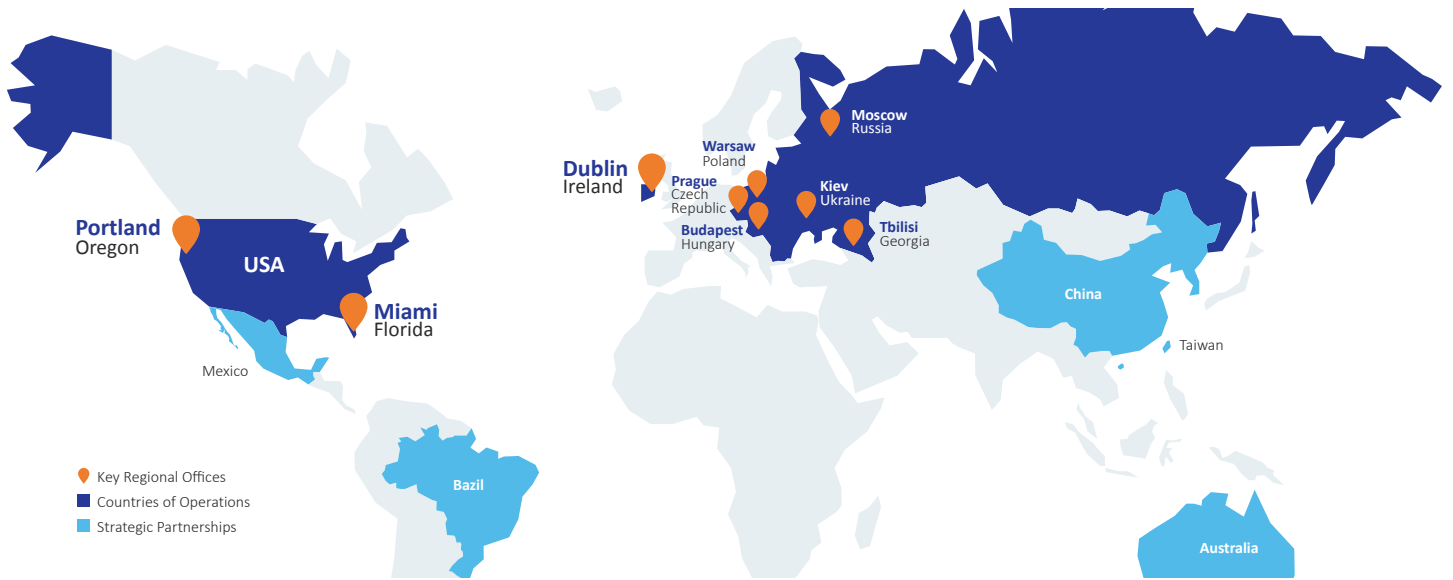 Moscow
Russia
Warsaw
Poland
Dublin
Ireland
Prague
Czech
Republic
Kiev
Ukraine
Portland
Oregon
Budapest
Hungary
Tbilisi
Georgia
USA
China
Miami
Florida
Taiwan
Mexico
Bazil
Key Regional Offices
Countries of Operations
Strategic Partnerships
Australia